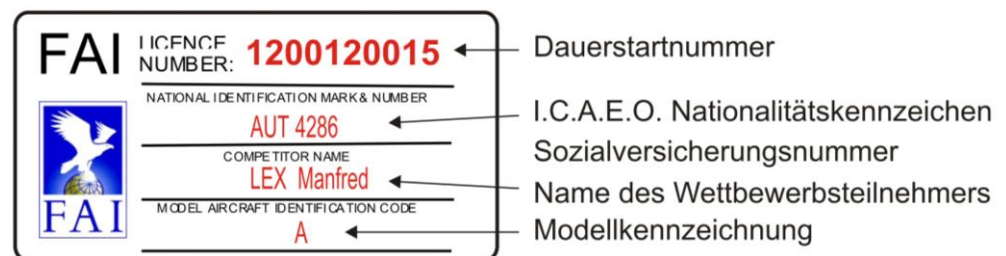 FAI LICENCE NUMBER: 1200120015
NATIONAL IDENTIFICATION MARK & NUMBER
AUT 4286
COMPETITOR NAME
LEX Manfred
MODEL AIRCRAFT IDENTIFICATION CODE
A
FAI
Dauerstartnummer
I.C.A.E.O. Nationalitätskennzeichen
Sozialversicherungsnummer
Name des Wettbewerbsteilnehmers
Modellkennzeichnung